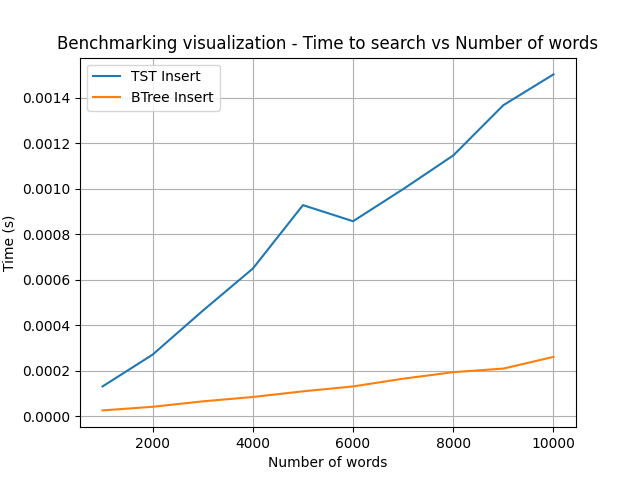 Benchmarking visualization - Time to search vs Number of words
TST Insert
BTree Insert
0.0014
0.0012
0.0010
0.0008
0.0006
0.0004
0.0002
0.0000
Time (s)
2000 4000 6000 8000 10000
Number of words